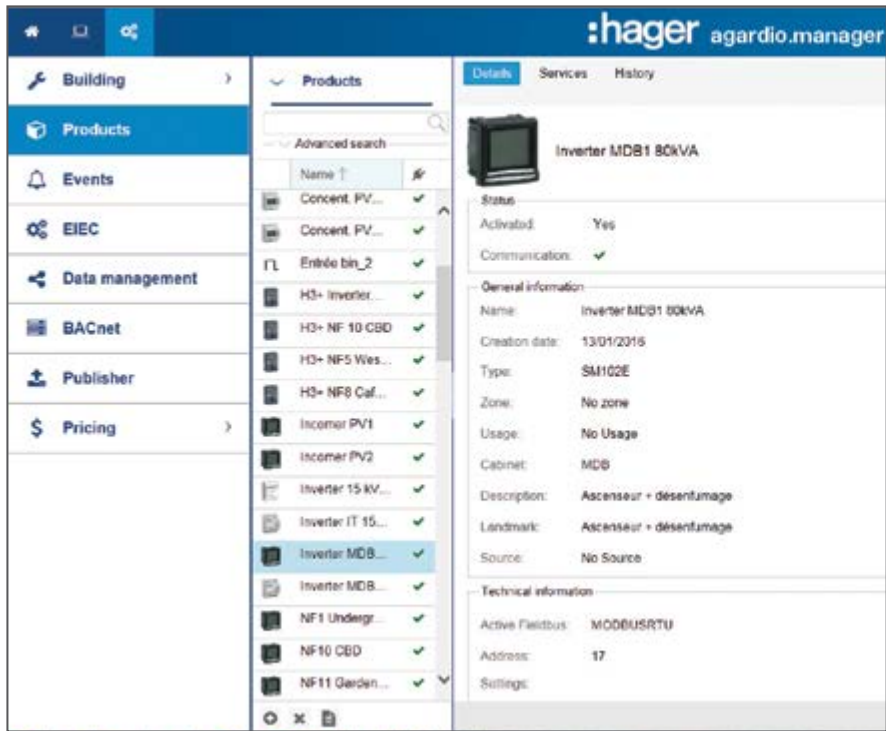 :hager agardio.manager
Building
Products
Events
EIEC
Data management
BACnet
Publisher
Pricing
Products
Advanced search
Name
Concent. PV...
Concent. PV...
Entrée bin_2
H3+ Inverter...
H3+ NF 10 CBD
H3+ NF5 Wes...
H3+ NF8 Caf...
Incomer PV1
Incomer PV2
Inverter 15 kV...
Inverter IT 15...
Inverter MDB...
Inverter MDB...
NF1 Undergr...
NF10 CBD
NF11 Garden...
Details Services History
Inverter MDB1 80kVA
Status
Activated: Yes
Communication:
General information
Name: Inverter MDB1 80kVA
Creation date: 13/01/2016
Type: SM102E
Zone: No zone
Usage: No Usage
Cabinet: MDB
Description: Ascenseur + désenfumage
Landmark: Ascenseur + désenfumage
Source: No Source
Technical information
Active Fieldbus: MODBUSRTU
Address: 17
Settings: